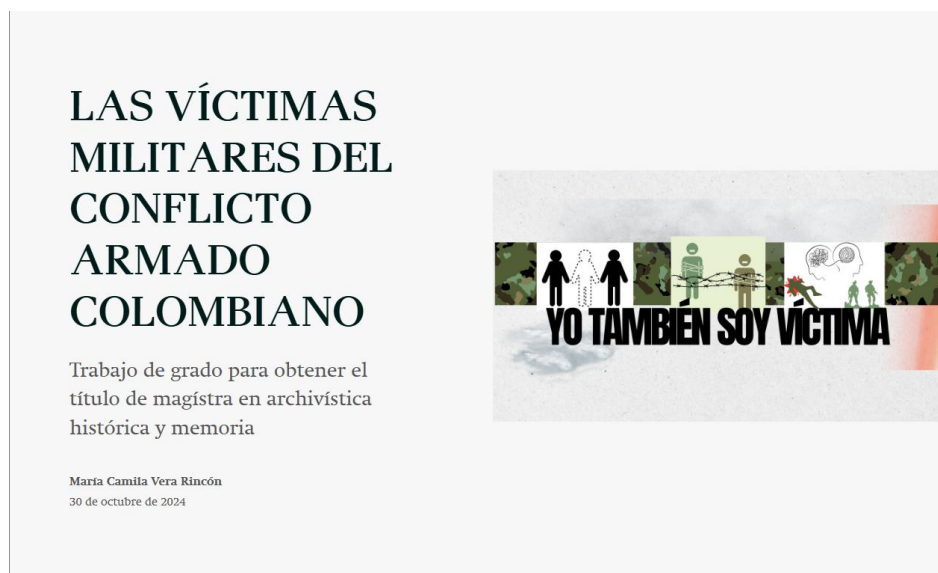 LAS VÍCTIMAS
MILITARES DEL
CONFLICTO
ARMADO
COLOMBIANO
Trabajo de grado para obtener el
título de magístra en archivística
histórica y memoria
María Camila Vera Rincón
30 de octubre de 2024
YO TAMBIÉN SOY VÍCTIMA